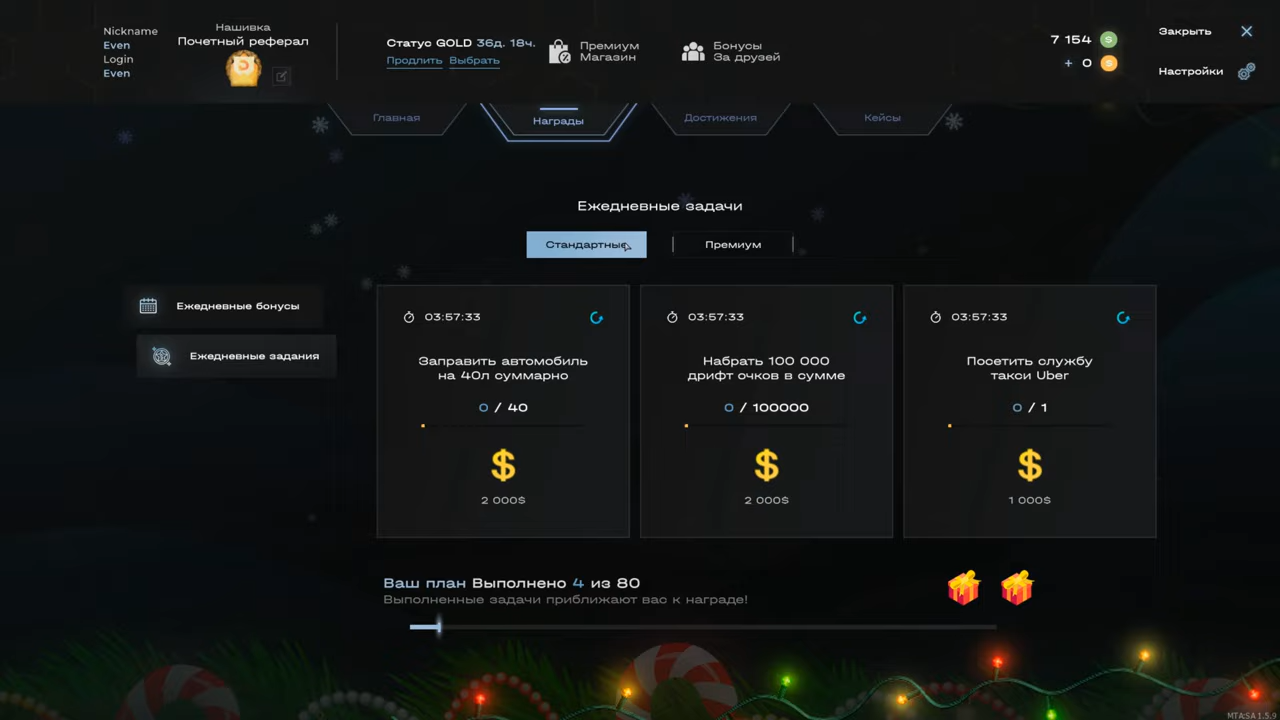 Nickname
Even
Login
Even
Нашивка
Почетный реферал
Статус GOLD 36д. 18ч.
Продлить Выбрать
Премиум
Магазин
Бонусы
За друзей
7 154
+ 0
Закрыть
Настройки
Главная
Награды
Достижения
Кейсы
Ежедневные задачи
Стандартные
Премиум
Ежедневные бонусы
Ежедневные задания
03:57:33
Заправить автомобиль
на 40л суммарно
0 / 40
2 000$
03:57:33
Набрать 100 000
дрифт очков в сумме
0 / 100000
2 000$
03:57:33
Посетить службу
такси Uber
0 / 1
1 000$
Ваш план Выполнено 4 из 80
Выполненные задачи приближают вас к награде!
MTA:SA 1.5.9